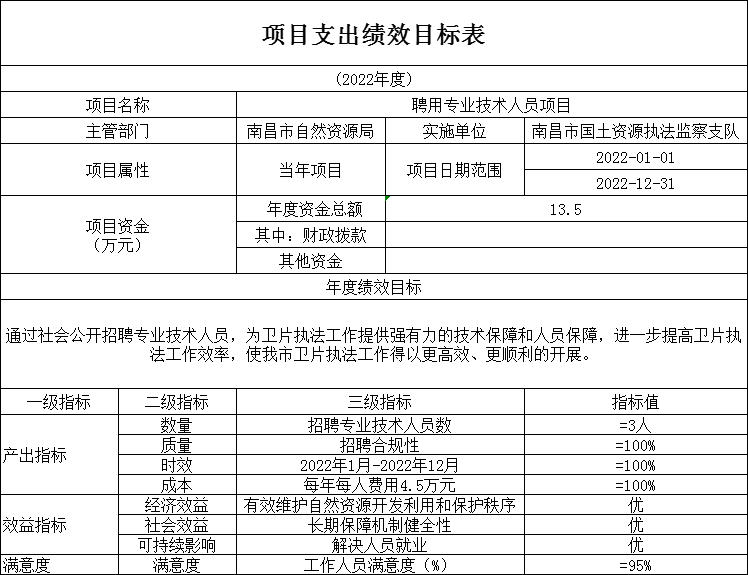 项目支出绩效目标表
(2022年度)
项目名称 聘用专业技术人员项目
主管部门 南昌市自然资源局 实施单位 南昌市国土资源执法监察支队
项目属性 当年项目 项目日期范围 2022-01-01
2022-12-31
项目资金
（万元） 年度资金总额 13.5
其中：财政拨款
其他资金
年度绩效目标
通过社会公开招聘专业技术人员，为卫片执法工作提供强有力的技术保障和人员保障，进一步提高卫片执
法工作效率，使我市卫片执法工作得以更高效、更顺利的开展。
一级指标 二级指标 三级指标 指标值
产出指标 数量 招聘专业技术人员数 =3人
质量 招聘合规性 =100%
时效 2022年1月-2022年12月 =100%
成本 每年每人费用4.5万元 =100%
效益指标 经济效益 有效维护自然资源开发利用和保护秩序 优
社会效益 长期保障机制健全性 优
可持续影响 解决人员就业 优
满意度 满意度 工作人员满意度（%） =95%